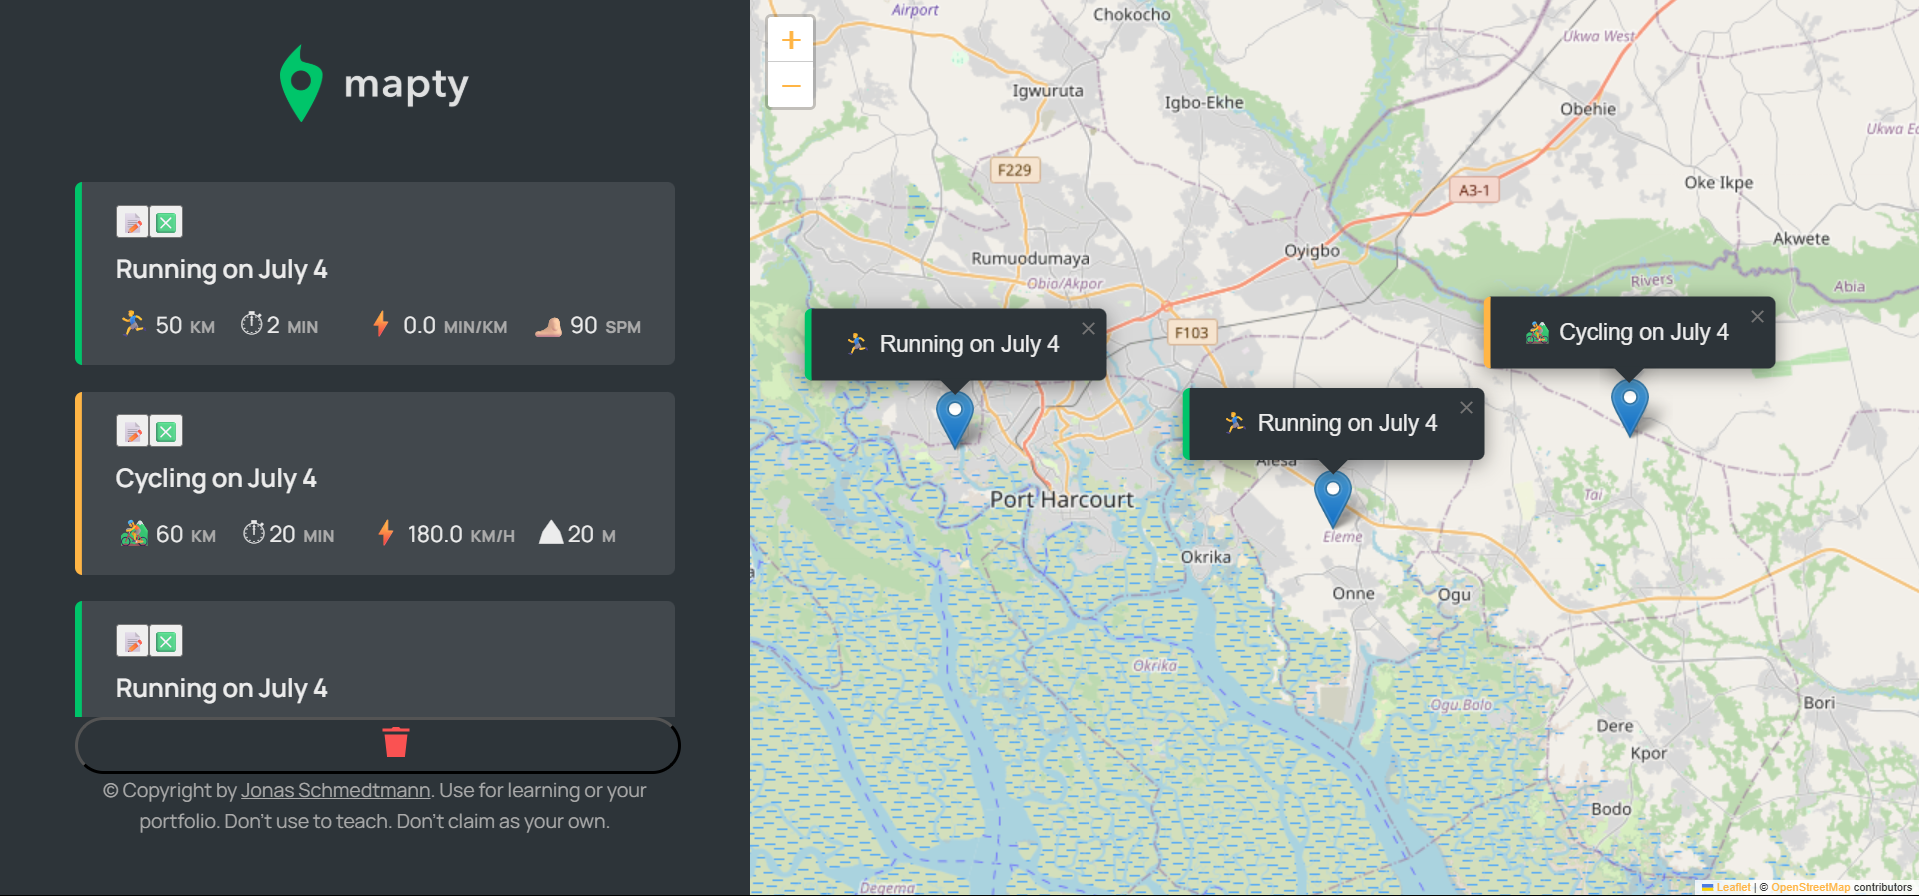 mapty
Running on July 4
50 KM 2 MIN 0.0 MIN/KM 90 SPM
Cycling on July 4
60 KM 20 MIN 180.0 KM/H 20 M
Running on July 4
© Copyright by Jonas Schmedtmann. Use for learning or your
portfolio. Don't use to teach. Don't claim as your own.
+
−
Airport
Chokocho
Ukwa West
Igwuruta
Igbo-Ekhe
Obehie
F229
A3-1
Oke Ikpe
Rumuodumaya
Oyigbo
Akwete
Obio/Akpor
Rivers
Abia
F103
Running on July 4
Cycling on July 4
Running on July 4
Alesa
Port Harcourt
Tai
Eleme
Okrika
Onne
Ogu
Okrika
Ogu.Bolo
Bori
Dere
Kpor
Bodo
Degema
Leaflet | © OpenStreetMap contributors